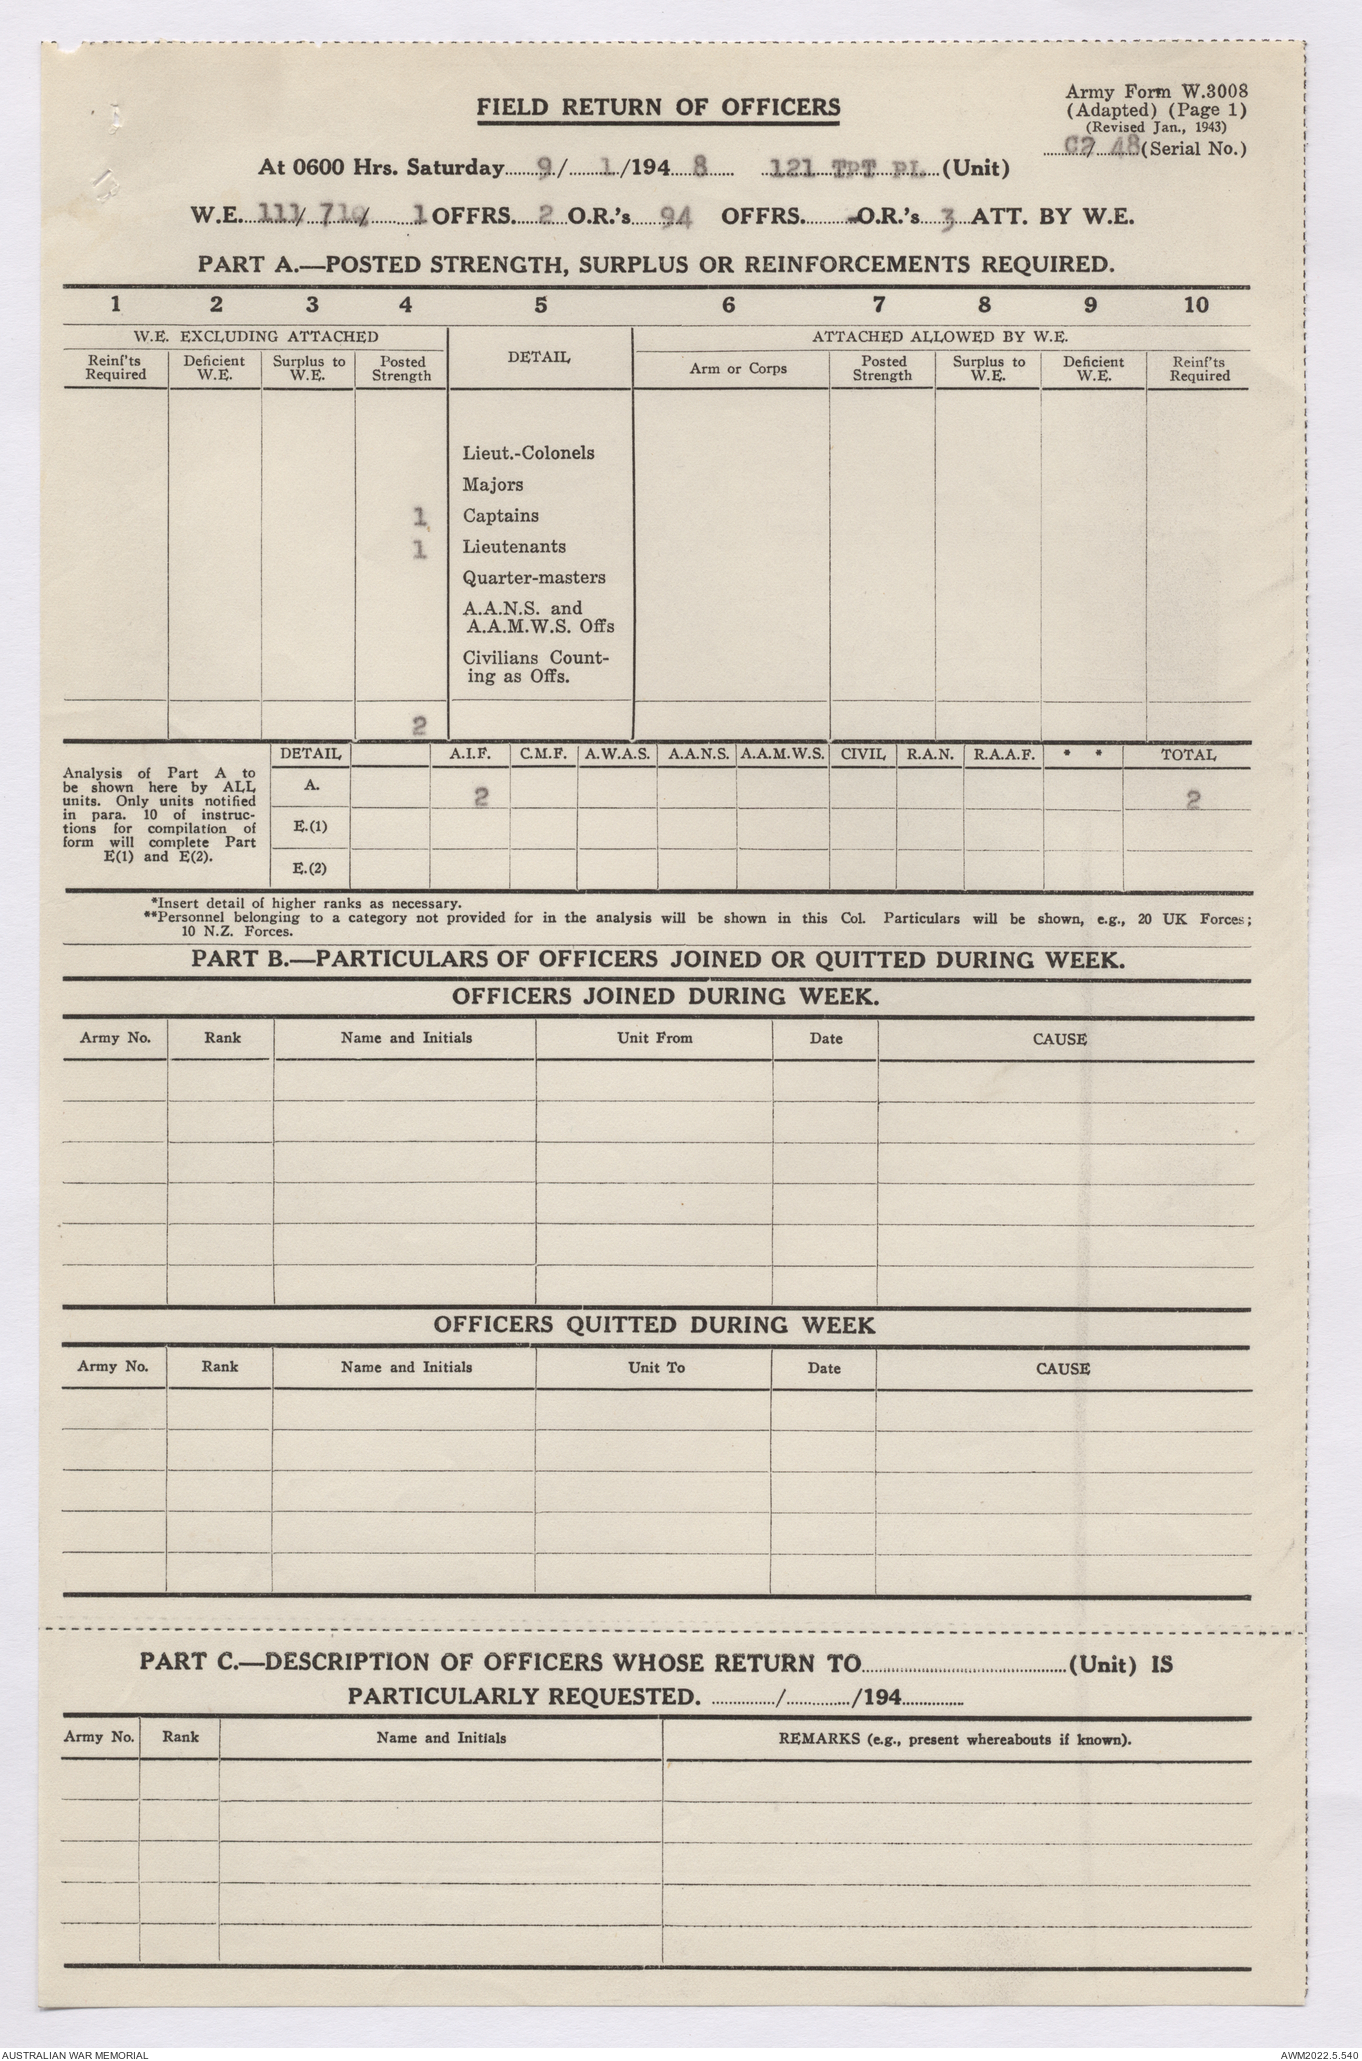 Army Form W.3008
FIELD RETURN OF OFFICERS
(Adapted) (Page 1)
(Revised Jan., 1943)
C2 48 (Serial No.)
At 0600 Hrs. Saturday 9/ 1/194 8 121 TPT PL (Unit)
W.E. 111/ 710/ 1 OFFRS. 2 O.R.'s 94 OFFRS. - O.R.'s 3 ATT. BY W.E.
PART A.—POSTED STRENGTH, SURPLUS OR REINFORCEMENTS REQUIRED.
1 2 3 4 5 6 7 8 9 10
W.E. EXCLUDING ATTACHED DETAIL ATTACHED ALLOWED BY W.E.
Reinf'ts Required Deficient W.E. Surplus to W.E. Posted Strength Arm or Corps Posted Strength Surplus to W.E. Deficient W.E. Reinf'ts Required
Lieut.-Colonels
Majors
1 Captains
1 Lieutenants
Quarter-masters
A.A.N.S. and
A.A.M.W.S. Offs
Civilians Count-
ing as Offs.
2
DETAIL A.I.F. C.M.F. A.W.A.S. A.A.N.S. A.A.M.W.S. CIVIL R.A.N. R.A.A.F. * * TOTAL
Analysis of Part A to
be shown here by ALL
units. Only units notified
in para. 10 of instruc-
tions for compilation of
form will complete Part
E(1) and E(2).
A. 2 2
E.(1)
E.(2)
*Insert detail of higher ranks as necessary.
**Personnel belonging to a category not provided for in the analysis will be shown in this Col. Particulars will be shown, e.g., 20 UK Forces;
10 N.Z. Forces.
PART B.—PARTICULARS OF OFFICERS JOINED OR QUITTED DURING WEEK.
OFFICERS JOINED DURING WEEK.
Army No. Rank Name and Initials Unit From Date CAUSE
OFFICERS QUITTED DURING WEEK
Army No. Rank Name and Initials Unit To Date CAUSE
PART C.—DESCRIPTION OF OFFICERS WHOSE RETURN TO (Unit) IS
PARTICULARLY REQUESTED. / /194
Army No. Rank Name and Initials REMARKS (e.g., present whereabouts if known).
AUSTRALIAN WAR MEMORIAL AWM2022.5.540